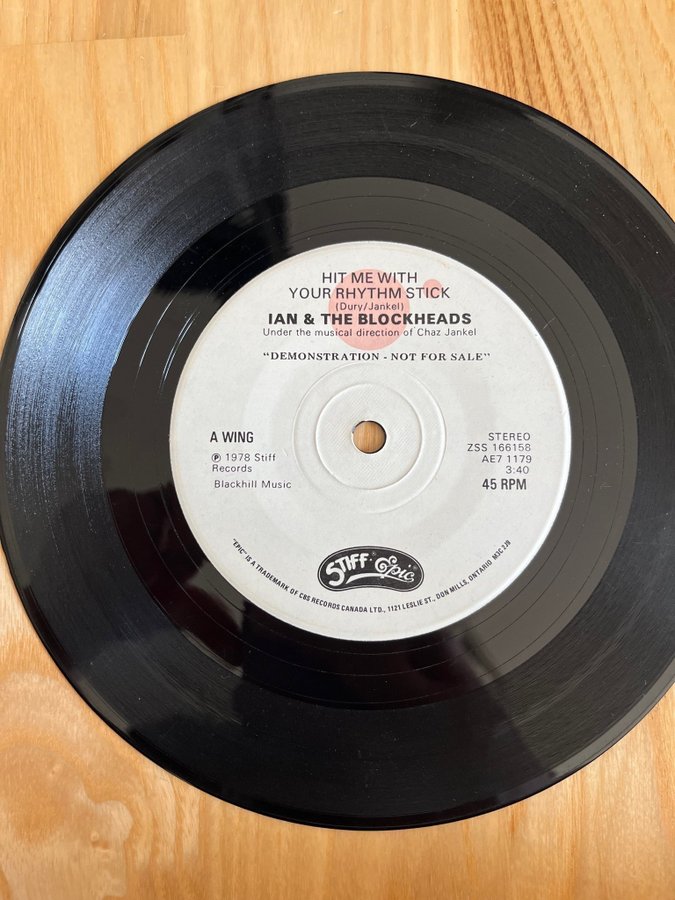 HIT ME WITH
YOUR RHYTHM STICK
(Dury/Jankel)
IAN & THE BLOCKHEADS
Under the musical direction of Chaz Jankel
"DEMONSTRATION - NOT FOR SALE"
A WING
℗ 1978 Stiff
Records
Blackhill Music
STEREO
ZSS 166158
AE7 1179
3:40
45 RPM
STIFF · Epic
"EPIC" IS A TRADEMARK OF CBS RECORDS CANADA LTD., 1121 LESLIE ST., DON MILLS, ONTARIO M3C 2J9